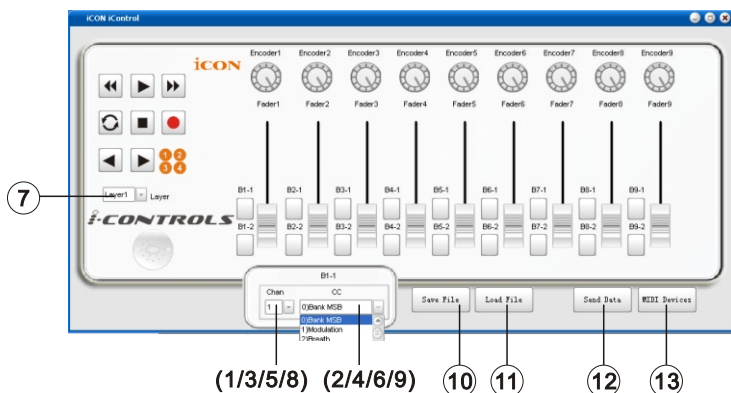 iCON iControl
Encoder1 Encoder2 Encoder3 Encoder4 Encoder5 Encoder6 Encoder7 Encoder8 Encoder9
iCON
Fader1 Fader2 Fader3 Fader4 Fader5 Fader6 Fader7 Fader8 Fader9
1 2
3 4
7
Layer1 Layer
B1-1 B2-1 B3-1 B4-1 B5-1 B6-1 B7-1 B8-1 B9-1
i-CONTROLS
B1-2 B2-2 B3-2 B4-2 B5-2 B6-2 B7-2 B8-2 B9-2
B1-1
Chan CC
1 0)Bank MSB
0)Bank MSB
1)Modulation
2)Breath
Save File Load File Send Data MIDI Devices
(1/3/5/8) (2/4/6/9) 10 11 12 13